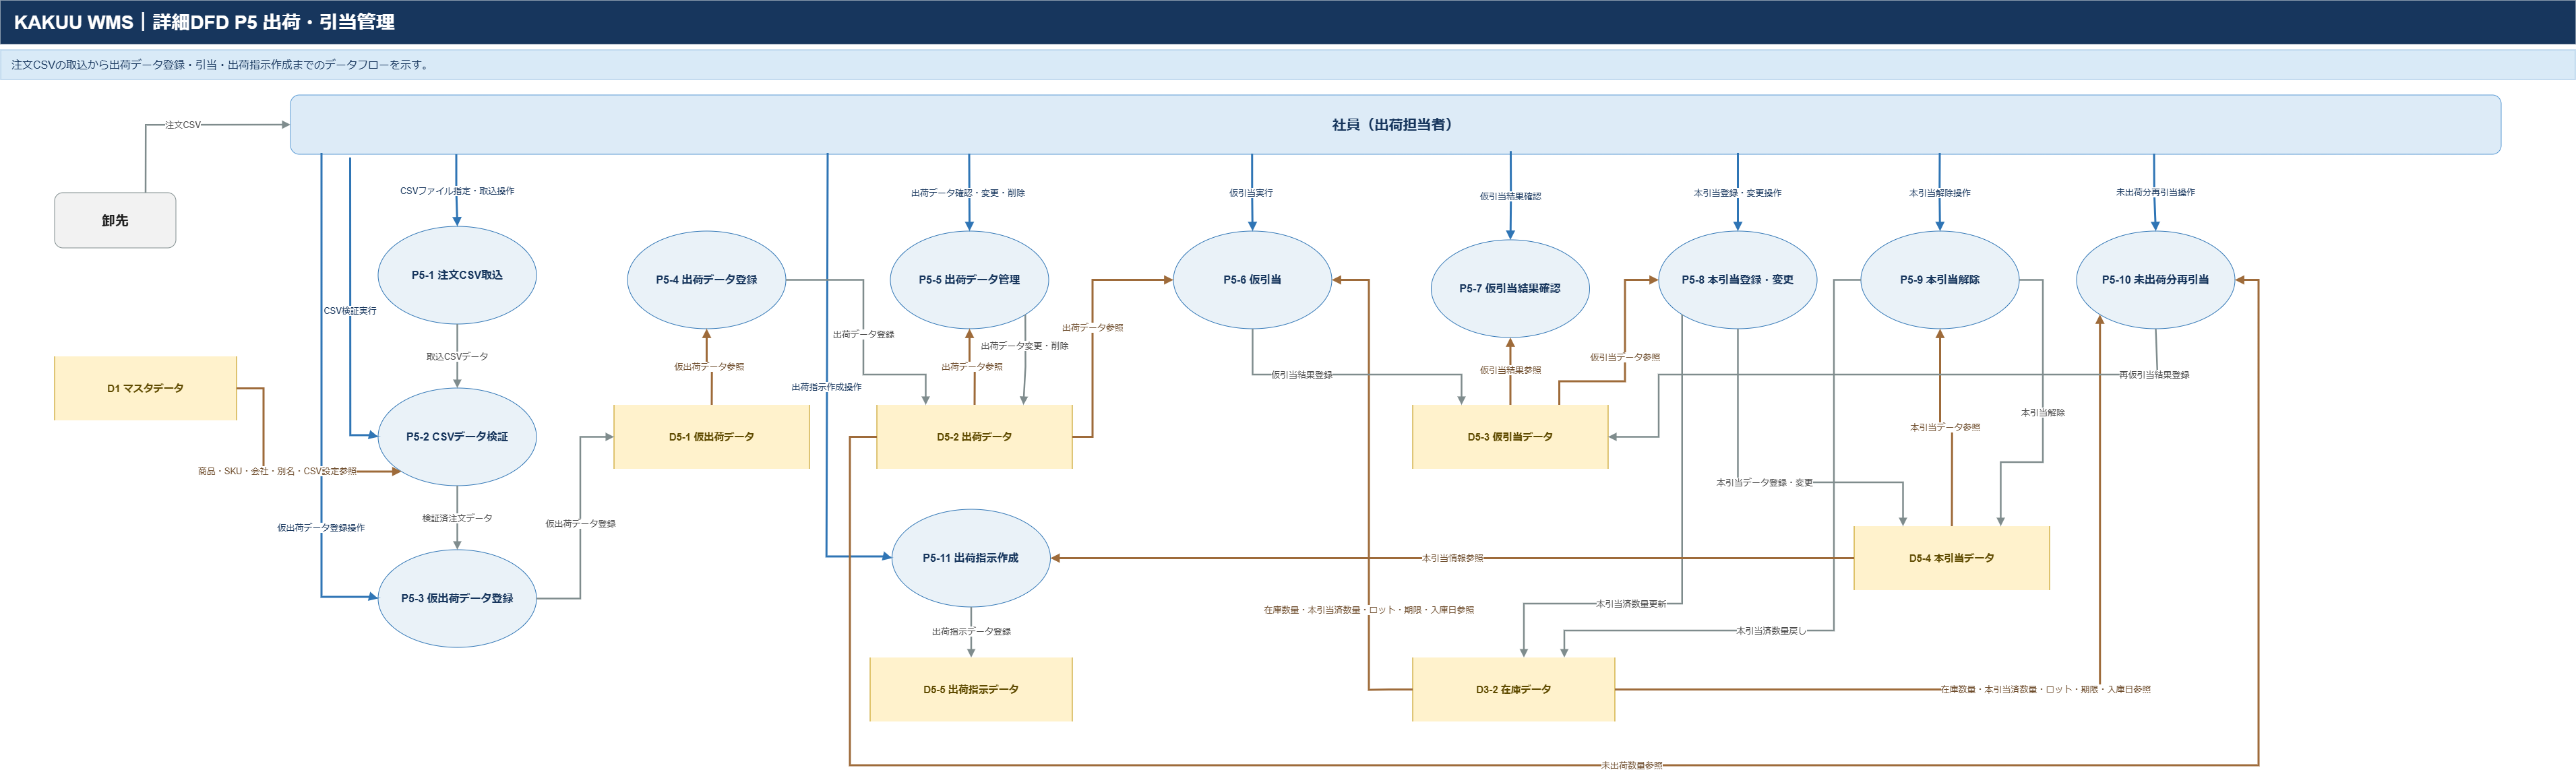 KAKUU WMS｜詳細DFD P5 出荷・引当管理
注文CSVの取込から出荷データ登録・引当・出荷指示作成までのデータフローを示す。
注文CSV
社員（出荷担当者）
卸先
CSVファイル指定・取込操作
出荷データ確認・変更・削除
仮引当実行
仮引当結果確認
本引当登録・変更操作
本引当解除操作
未出荷分再引当操作
P5-1 注文CSV取込
P5-4 出荷データ登録
P5-5 出荷データ管理
P5-6 仮引当
P5-7 仮引当結果確認
P5-8 本引当登録・変更
P5-9 本引当解除
P5-10 未出荷分再引当
CSV検証実行
取込CSVデータ
仮出荷データ参照
出荷データ登録
出荷データ変更・削除
出荷データ参照
出荷データ参照
出荷指示作成操作
仮引当結果登録
仮引当結果参照
仮引当データ参照
再仮引当結果登録
本引当解除
本引当データ参照
D1 マスタデータ
P5-2 CSVデータ検証
D5-1 仮出荷データ
D5-2 出荷データ
D5-3 仮引当データ
商品・SKU・会社・別名・CSV設定参照
本引当データ登録・変更
仮出荷データ登録操作
検証済注文データ
仮出荷データ登録
P5-11 出荷指示作成
本引当情報参照
D5-4 本引当データ
P5-3 仮出荷データ登録
在庫数量・本引当済数量・ロット・期限・入庫日参照
本引当済数量更新
出荷指示データ登録
本引当済数量戻し
D5-5 出荷指示データ
D3-2 在庫データ
在庫数量・本引当済数量・ロット・期限・入庫日参照
未出荷数量参照